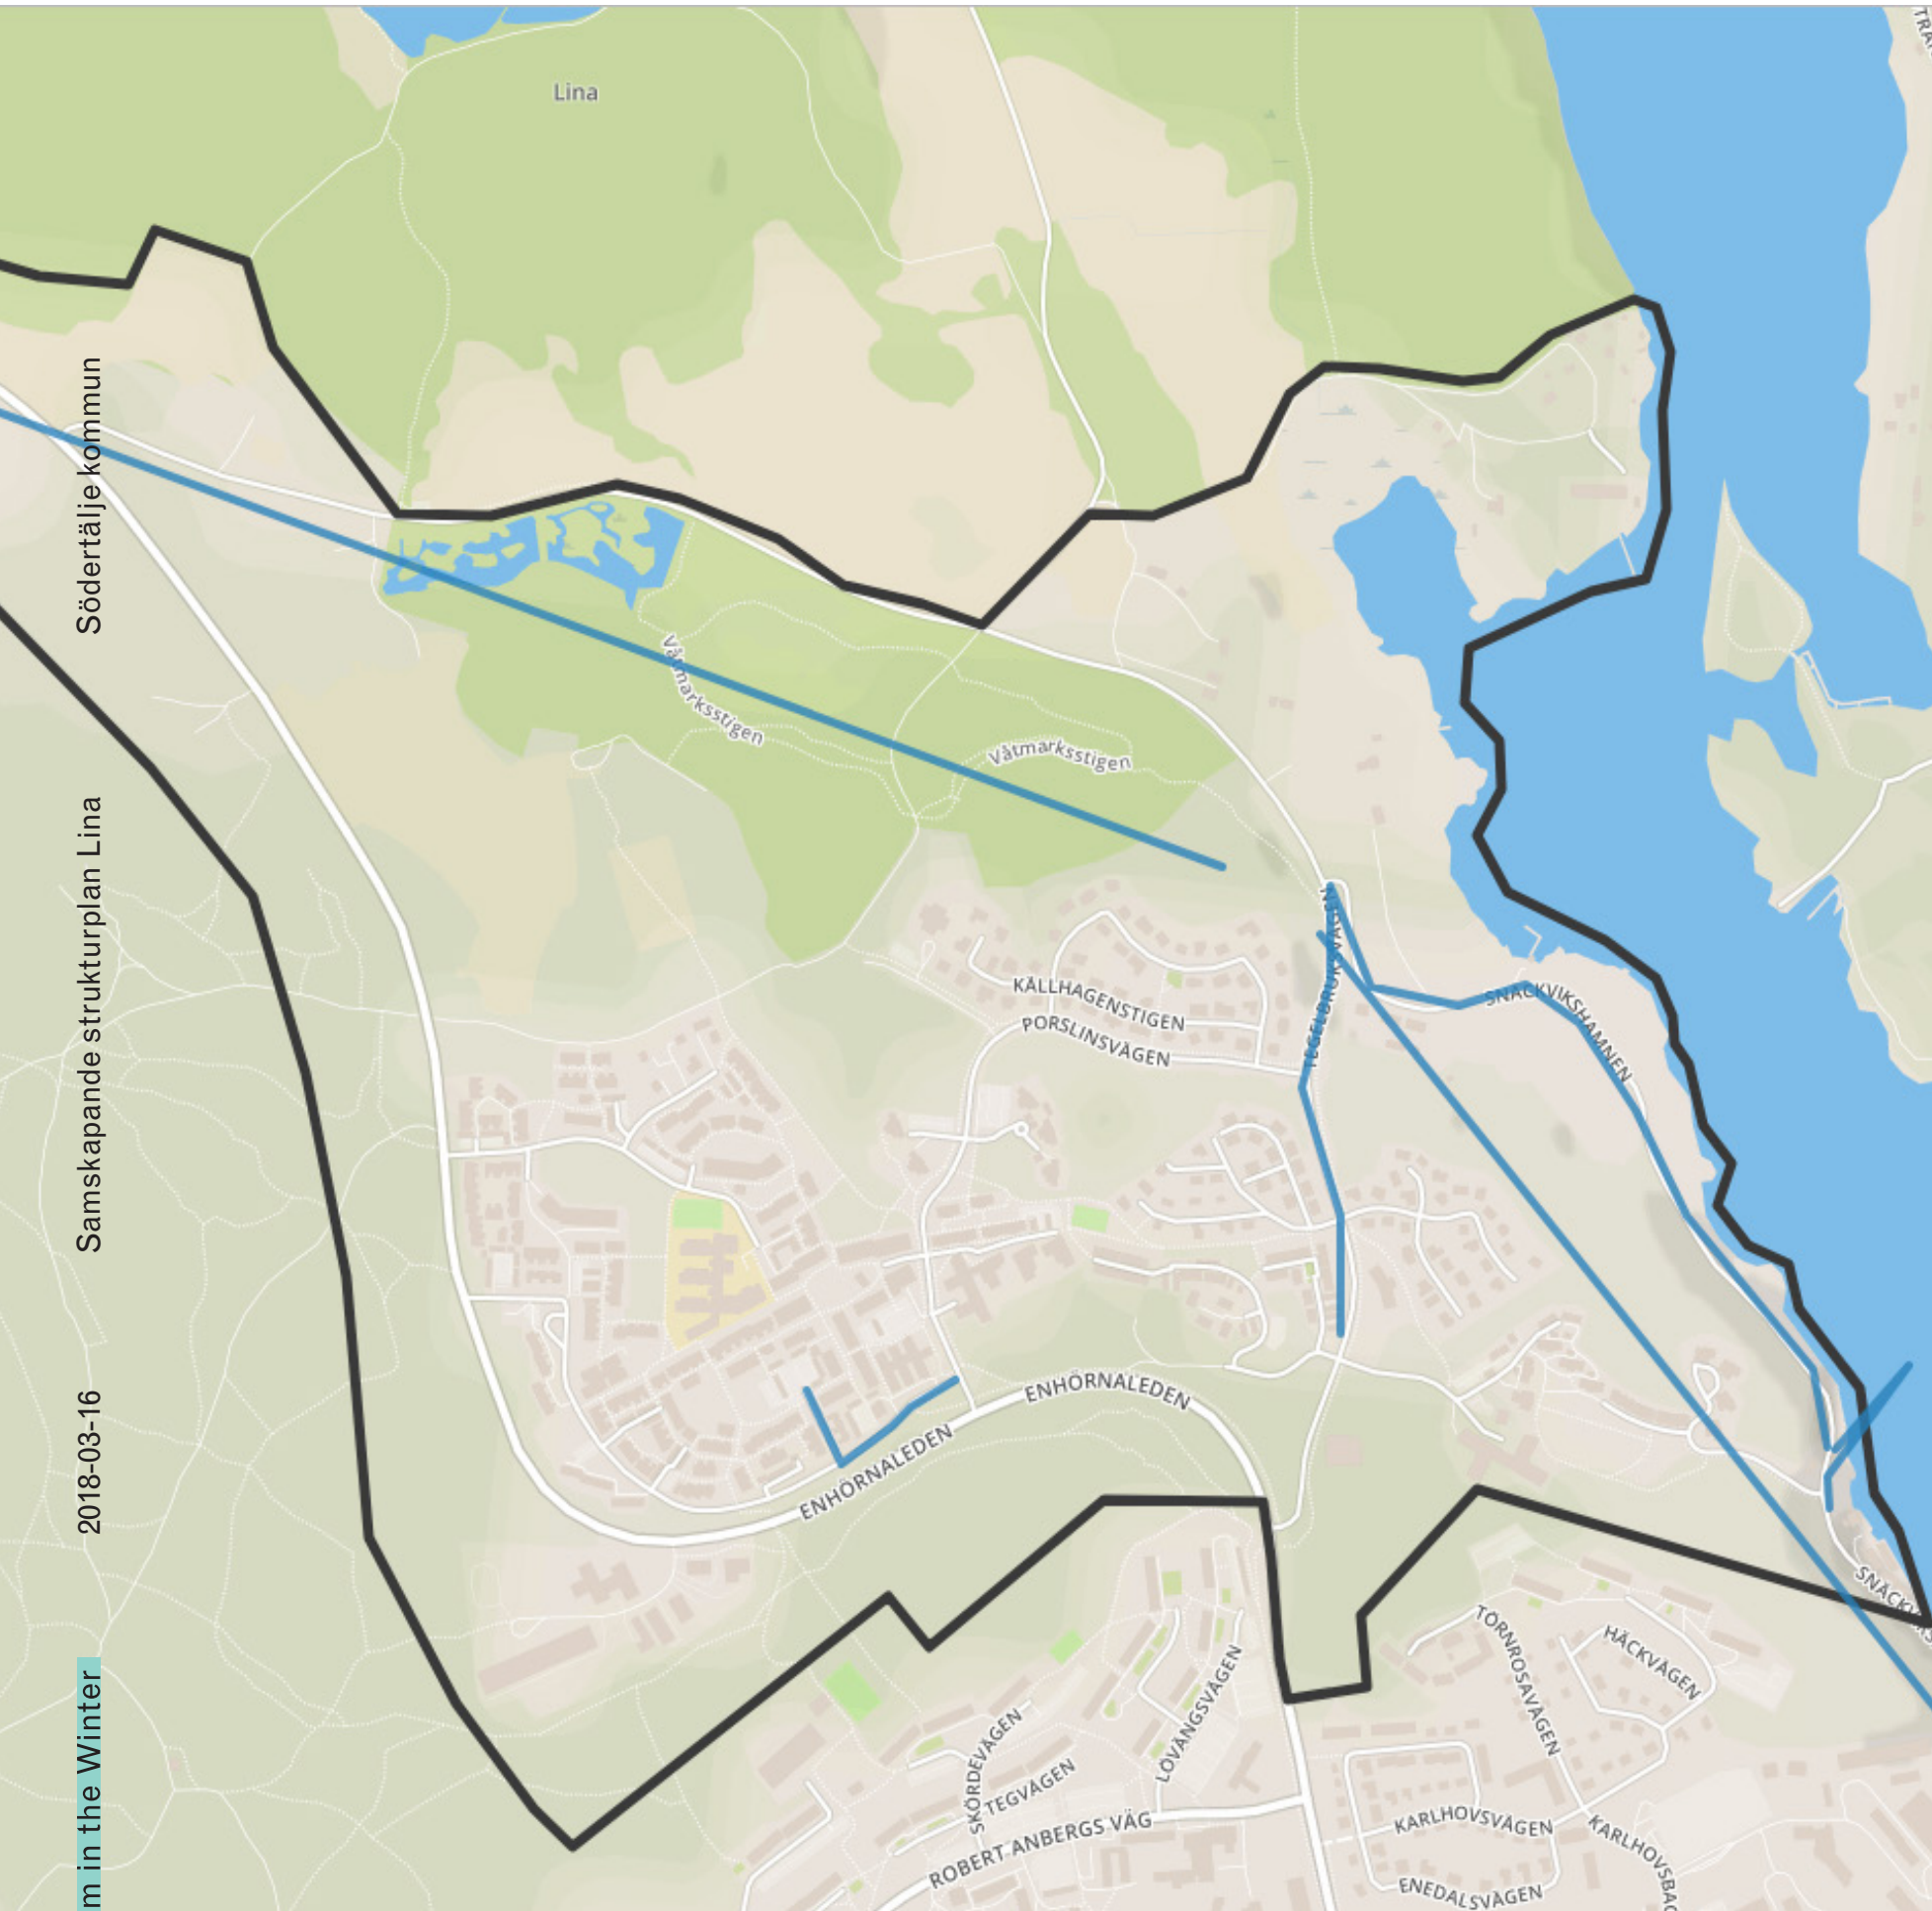 Lina
Våtmarksstigen
Våtmarksstigen
KÄLLHAGENSTIGEN
PORSLINSVÄGEN
SNÄCKVIKSHAMNEN
ENHÖRNALEDEN
ENHÖRNALEDEN
TÖRNROSAVÄGEN
HÄCKVÄGEN
LÖVÄNGSVÄGEN
SKÖRDEVÄGEN
TEGVÄGEN
ROBERT ANBERGS VÄG
KARLHOVSVÄGEN
ENEDALSVÄGEN
m in the Winter
2018-03-16
Samskapande strukturplan Lina
Södertälje kommun